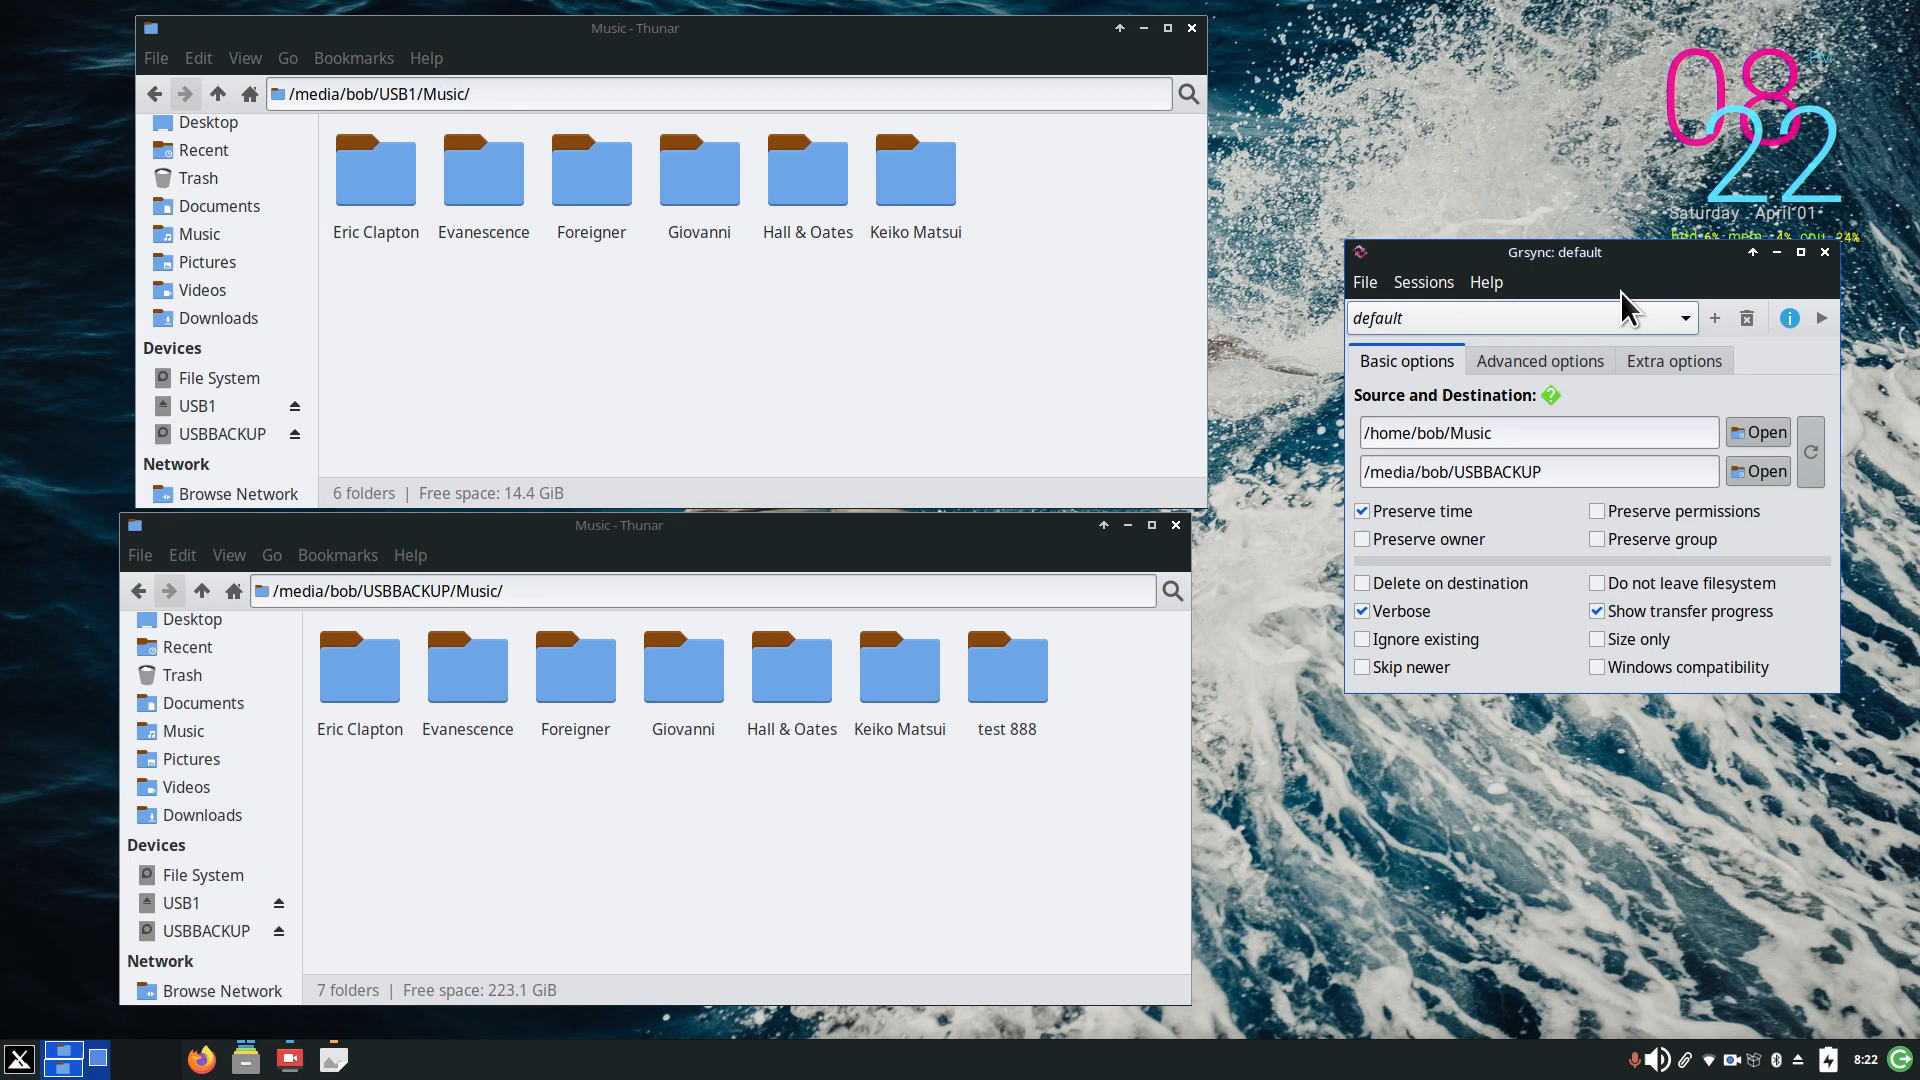 Music - Thunar
File Edit View Go Bookmarks Help
/media/bob/USB1/Music/
Desktop
Recent
Trash
Documents
Music
Pictures
Videos
Downloads
Devices
File System
USB1
USBBACKUP
Network
Browse Network
Eric Clapton Evanescence Foreigner Giovanni Hall & Oates Keiko Matsui
6 folders | Free space: 14.4 GiB
Music - Thunar
File Edit View Go Bookmarks Help
/media/bob/USBBACKUP/Music/
Desktop
Recent
Trash
Documents
Music
Pictures
Videos
Downloads
Devices
File System
USB1
USBBACKUP
Network
Browse Network
Eric Clapton Evanescence Foreigner Giovanni Hall & Oates Keiko Matsui test 888
7 folders | Free space: 223.1 GiB
08 PM
22
Saturday - April 01
hdd 6% mem 4% cpu 24%
Grsync: default
File Sessions Help
default
Basic options Advanced options Extra options
Source and Destination:
/home/bob/Music Open
/media/bob/USBBACKUP Open
Preserve time Preserve permissions
Preserve owner Preserve group
Delete on destination Do not leave filesystem
Verbose Show transfer progress
Ignore existing Size only
Skip newer Windows compatibility
8:22